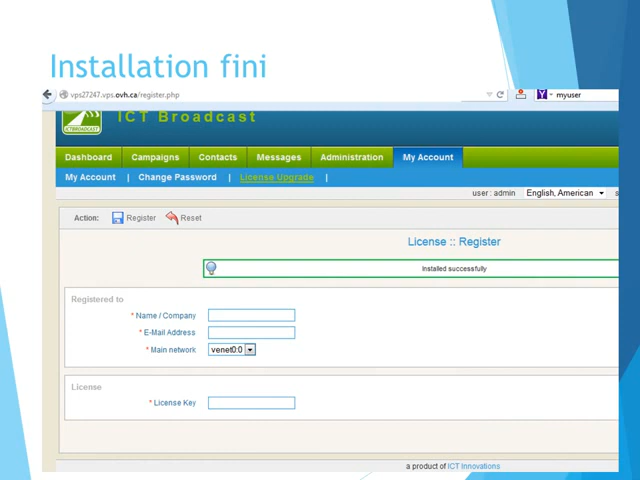 Installation fini
vps27247.vps.ovh.ca/register.php
myuser
ICTBROADCAST
ICT Broadcast
Dashboard Campaigns Contacts Messages Administration My Account
My Account | Change Password | License Upgrade |
user : admin English, American s
Action: Register Reset
License :: Register
Installed successfully
Registered to
* Name / Company
* E-Mail Address
* Main network venet0:0
License
* License Key
a product of ICT Innovations